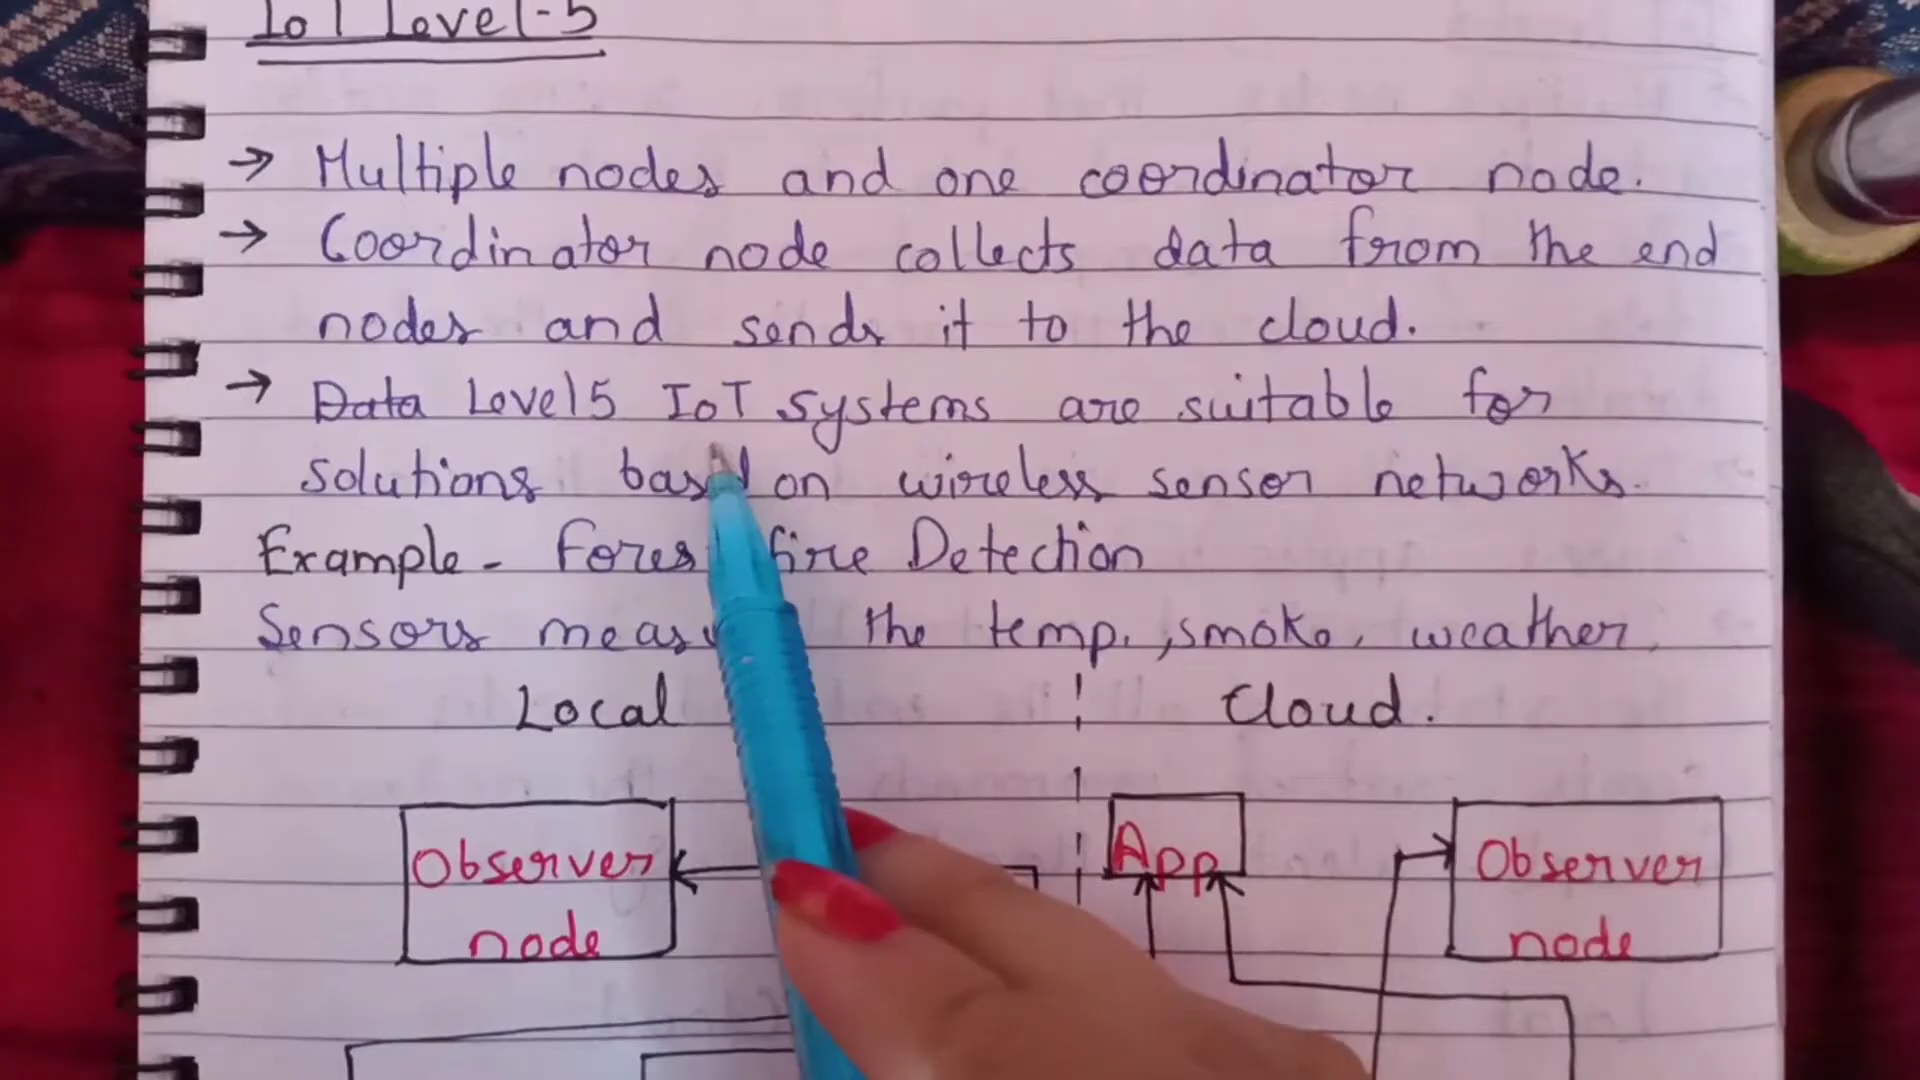 IoT Level-5
→ Multiple nodes and one coordinator node.
→ Coordinator node collects data from the end
nodes and sends it to the cloud.
→ Data Level5 IoT systems are suitable for
solutions based on wireless sensor networks.
Example- Forest fire Detection
Sensors the temp., smoke, weather
Local Cloud.
Observer
node
App
Observer
node